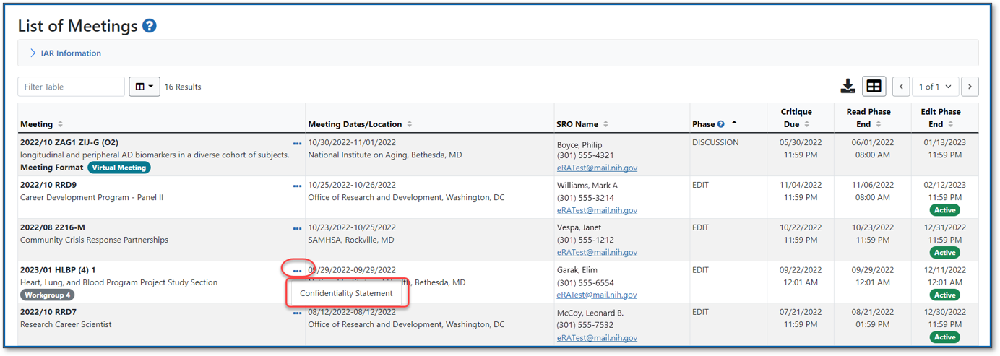 List of Meetings ?
IAR Information
Filter Table
16 Results
1 of 1
Meeting
Meeting Dates/Location
SRO Name
Phase ?
Critique
Due
Read Phase
End
Edit Phase
End
2022/10 ZAG1 ZIJ-G (O2)
longitudinal and peripheral AD biomarkers in a diverse cohort of subjects.
Meeting Format Virtual Meeting
10/30/2022-11/01/2022
National Institute on Aging, Bethesda, MD
Boyce, Philip
(301) 555-4321
eRATest@mail.nih.gov
DISCUSSION
05/30/2022
11:59 PM
06/01/2022
08:00 AM
01/13/2023
11:59 PM
2022/10 RRD9
Career Development Program - Panel II
10/25/2022-10/26/2022
Office of Research and Development, Washington, DC
Williams, Mark A
(301) 555-3214
eRATest@mail.nih.gov
EDIT
11/04/2022
11:59 PM
11/06/2022
08:00 AM
02/12/2023
11:59 PM
Active
2022/08 2216-M
Community Crisis Response Partnerships
10/23/2022-10/25/2022
SAMHSA, Rockville, MD
Vespa, Janet
(301) 555-1212
eRATest@mail.nih.gov
EDIT
10/22/2022
11:59 PM
10/23/2022
11:59 PM
12/31/2022
11:59 PM
Active
2023/01 HLBP (4) 1
Heart, Lung, and Blood Program Project Study Section
Workgroup 4
09/29/2022-09/29/2022
Bethesda, MD
Confidentiality Statement
Garak, Elim
(301) 555-6554
eRATest@mail.nih.gov
EDIT
09/22/2022
12:01 AM
09/29/2022
12:01 AM
12/11/2022
12:01 AM
Active
2022/10 RRD7
Research Career Scientist
08/12/2022-08/12/2022
Office of Research and Development, Washington, DC
McCoy, Leonard B.
(301) 555-7532
eRATest@mail.nih.gov
EDIT
07/21/2022
11:59 PM
08/21/2022
01:59 PM
12/30/2022
11:59 PM
Active